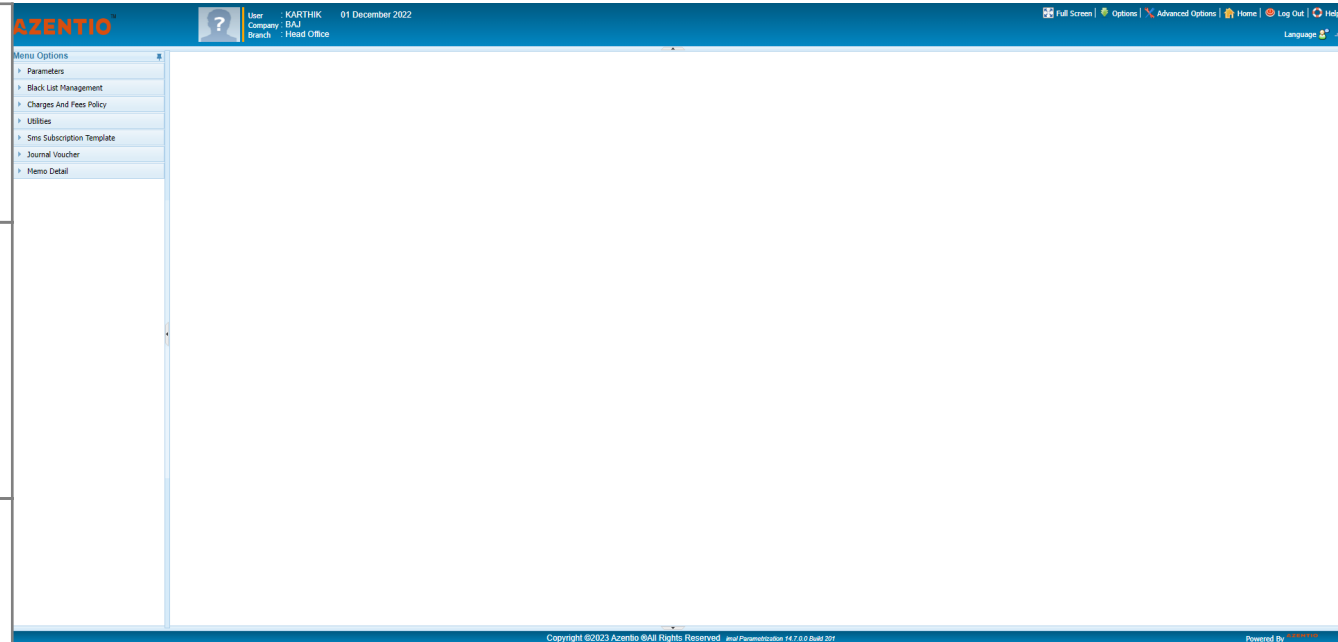 AZENTIO
?
User : KARTHIK 01 December 2022
Company : BAJ
Branch : Head Office
Full Screen | Options | Advanced Options | Home | Log Out | Help
Language
Menu Options
Parameters
Black List Management
Charges And Fees Policy
Utilities
Sms Subscription Template
Journal Voucher
Memo Detail
Copyright ©2023 Azentio ®All Rights Reserved imal Parametrization 14.7.0.0 Build 201
Powered By AZENTIO